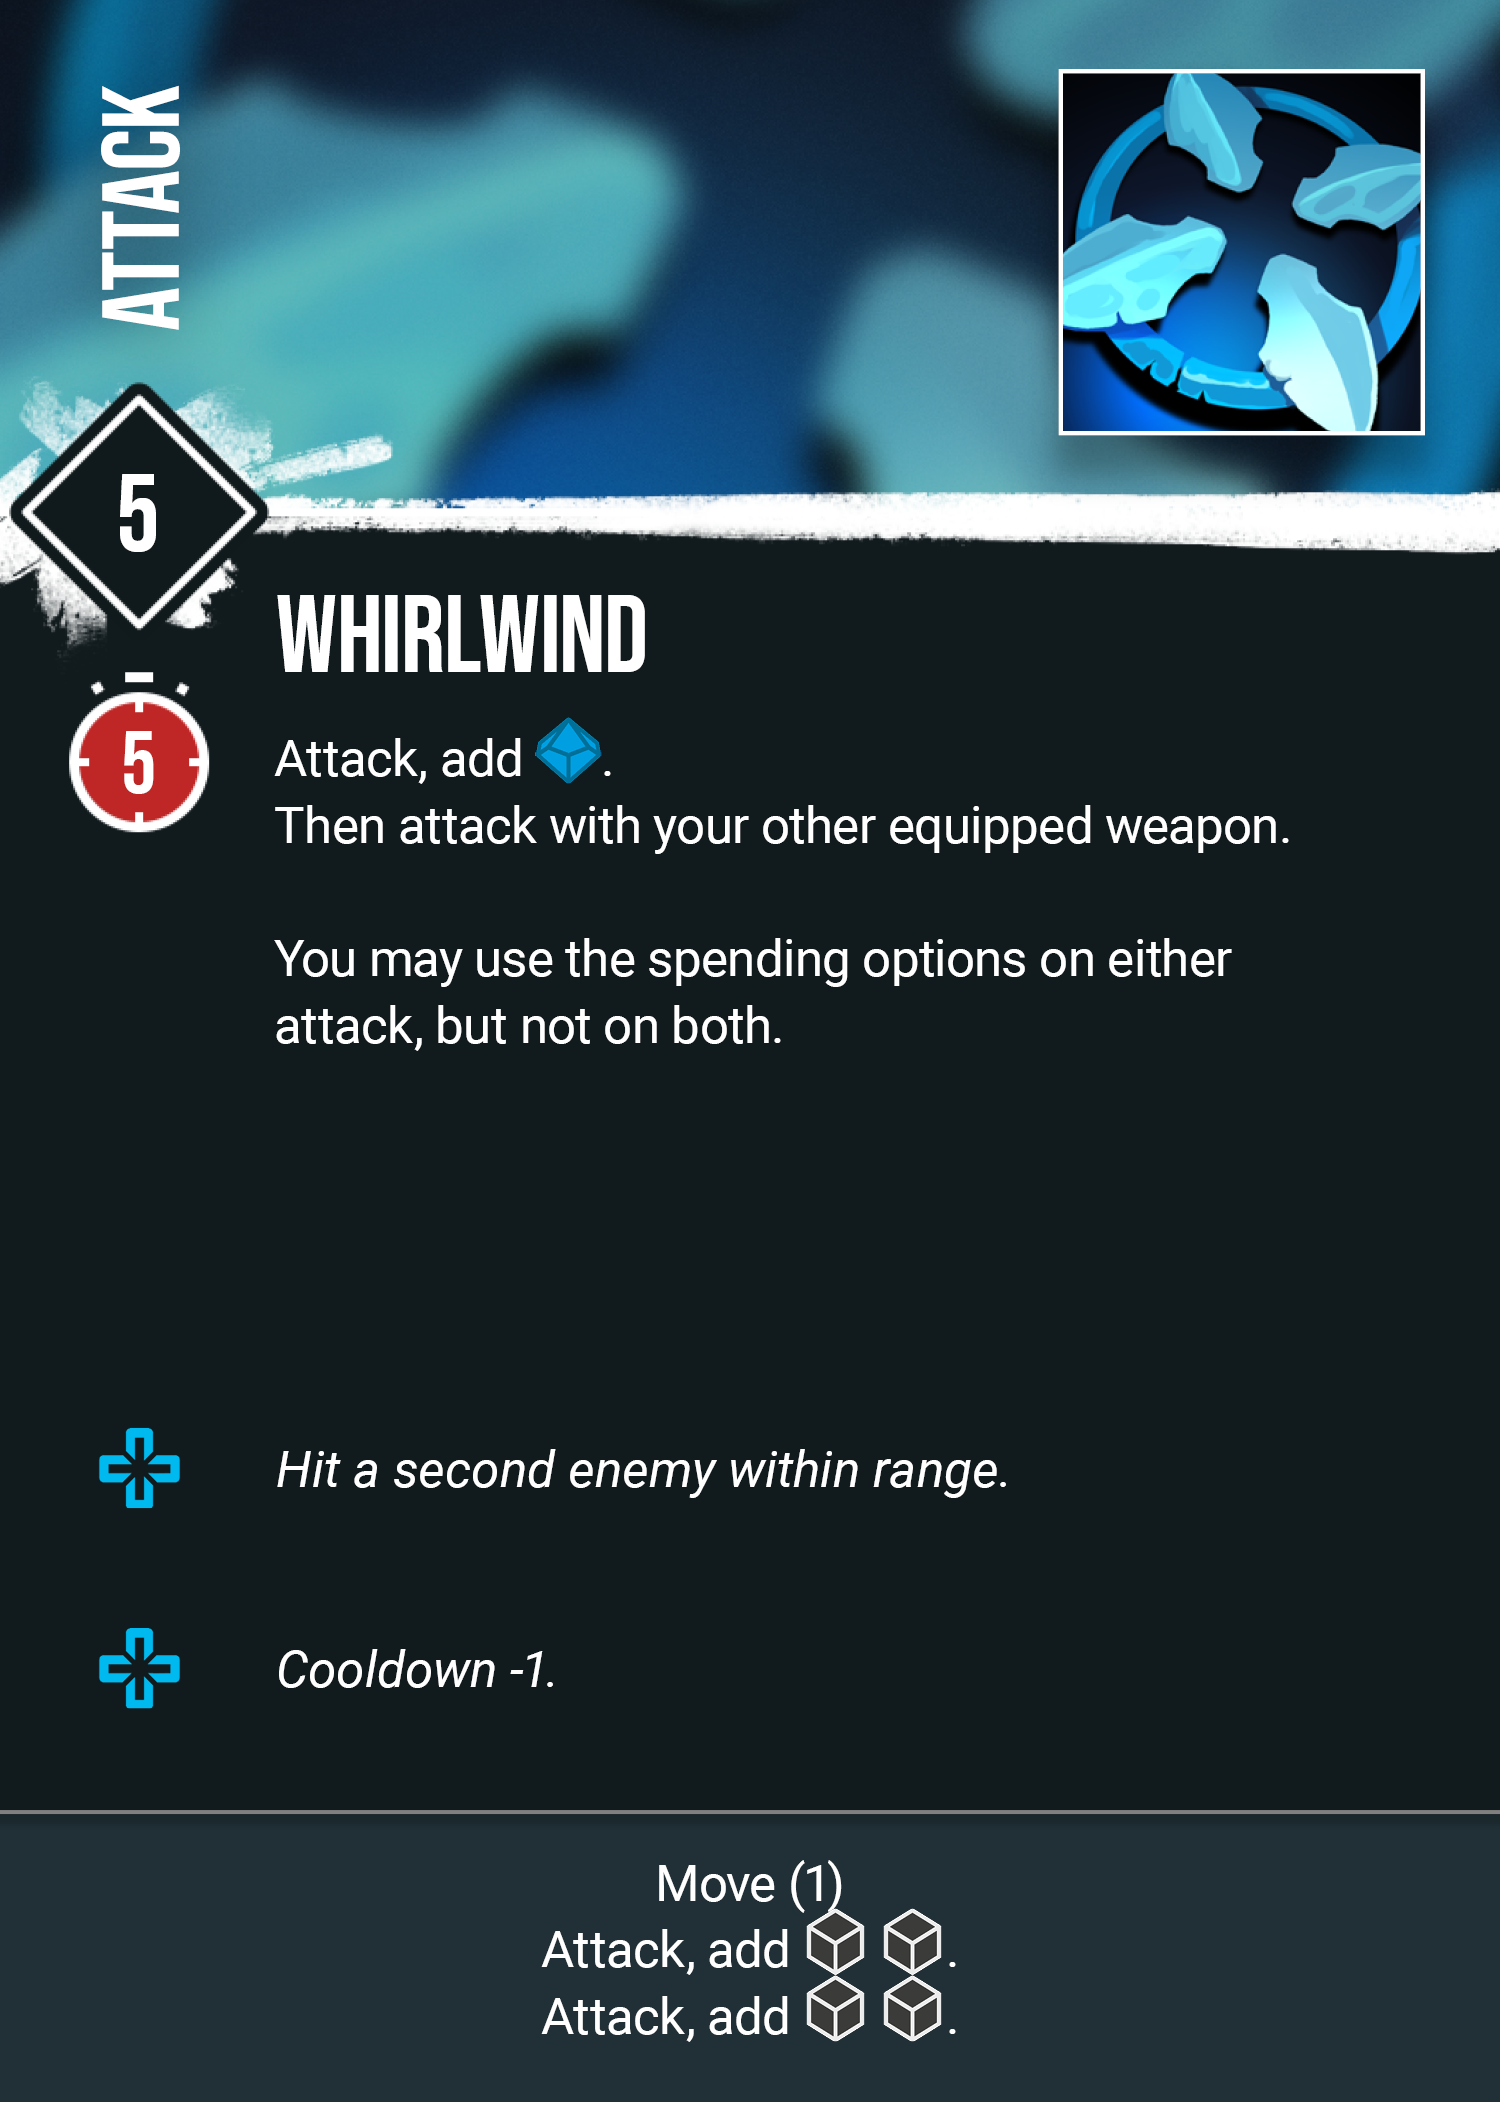 ATTACK
5
WHIRLWIND
5
Attack, add .
Then attack with your other equipped weapon.
You may use the spending options on either
attack, but not on both.
Hit a second enemy within range.
Cooldown -1.
Move (1)
Attack, add .
Attack, add .